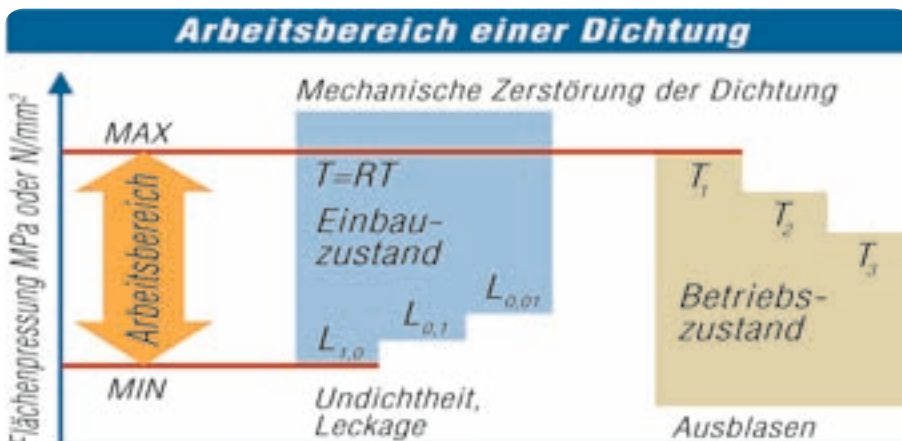 Arbeitsbereich einer Dichtung
Flächenpressung MPa oder N/mm²
MAX
Arbeitsbereich
MIN
Mechanische Zerstörung der Dichtung
T=RT
Einbau-
zustand
L1,0
L0,1
L0,01
Undichtheit,
Leckage
T1
T2
T3
Betriebs-
zustand
Ausblasen